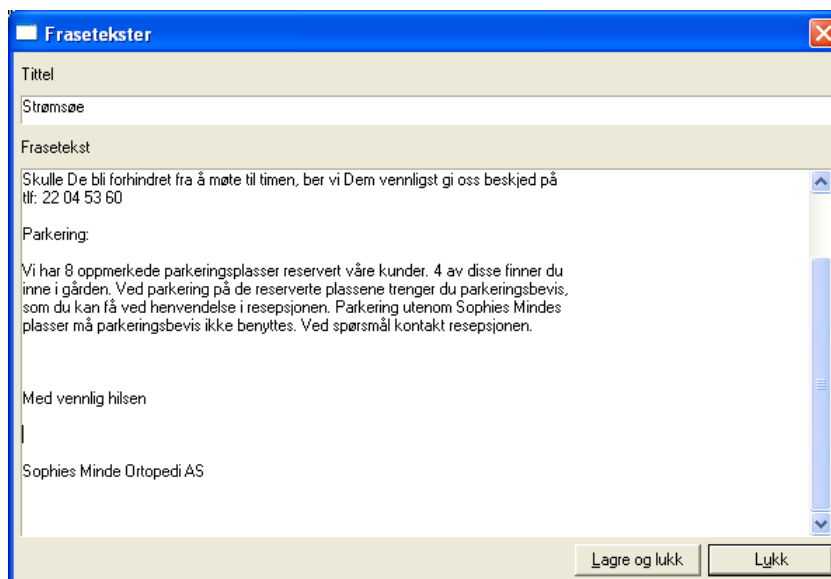 Frasetekster
Tittel
Strømsøe
Frasetekst
Skulle De bli forhindret fra å møte til timen, ber vi Dem vennligst gi oss beskjed på
tlf: 22 04 53 60
Parkering:
Vi har 8 oppmerkede parkeringsplasser reservert våre kunder. 4 av disse finner du
inne i gården. Ved parkering på de reserverte plassene trenger du parkeringsbevis,
som du kan få ved henvendelse i resepsjonen. Parkering utenom Sophies Mindes
plasser må parkeringsbevis ikke benyttes. Ved spørsmål kontakt resepsjonen.
Med vennlig hilsen
Sophies Minde Ortopedi AS
Lagre og lukk
Lukk